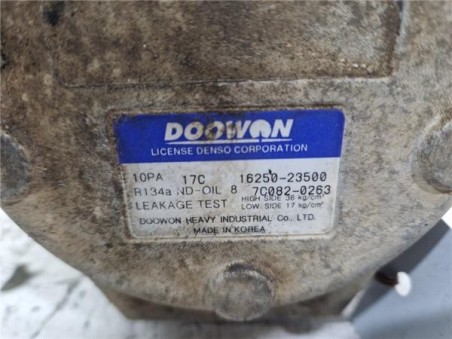 DOOWON
LICENSE DENSO CORPORATION
10PA 17C 16250-23500
R134a ND-OIL 8 7C082-0263
LEAKAGE TEST HIGH SIDE 36 kg/cm²
LOW. SIDE 17 kg/cm²
DOOWON HEAVY INDUSTRIAL Co., LTD.
MADE IN KOREA